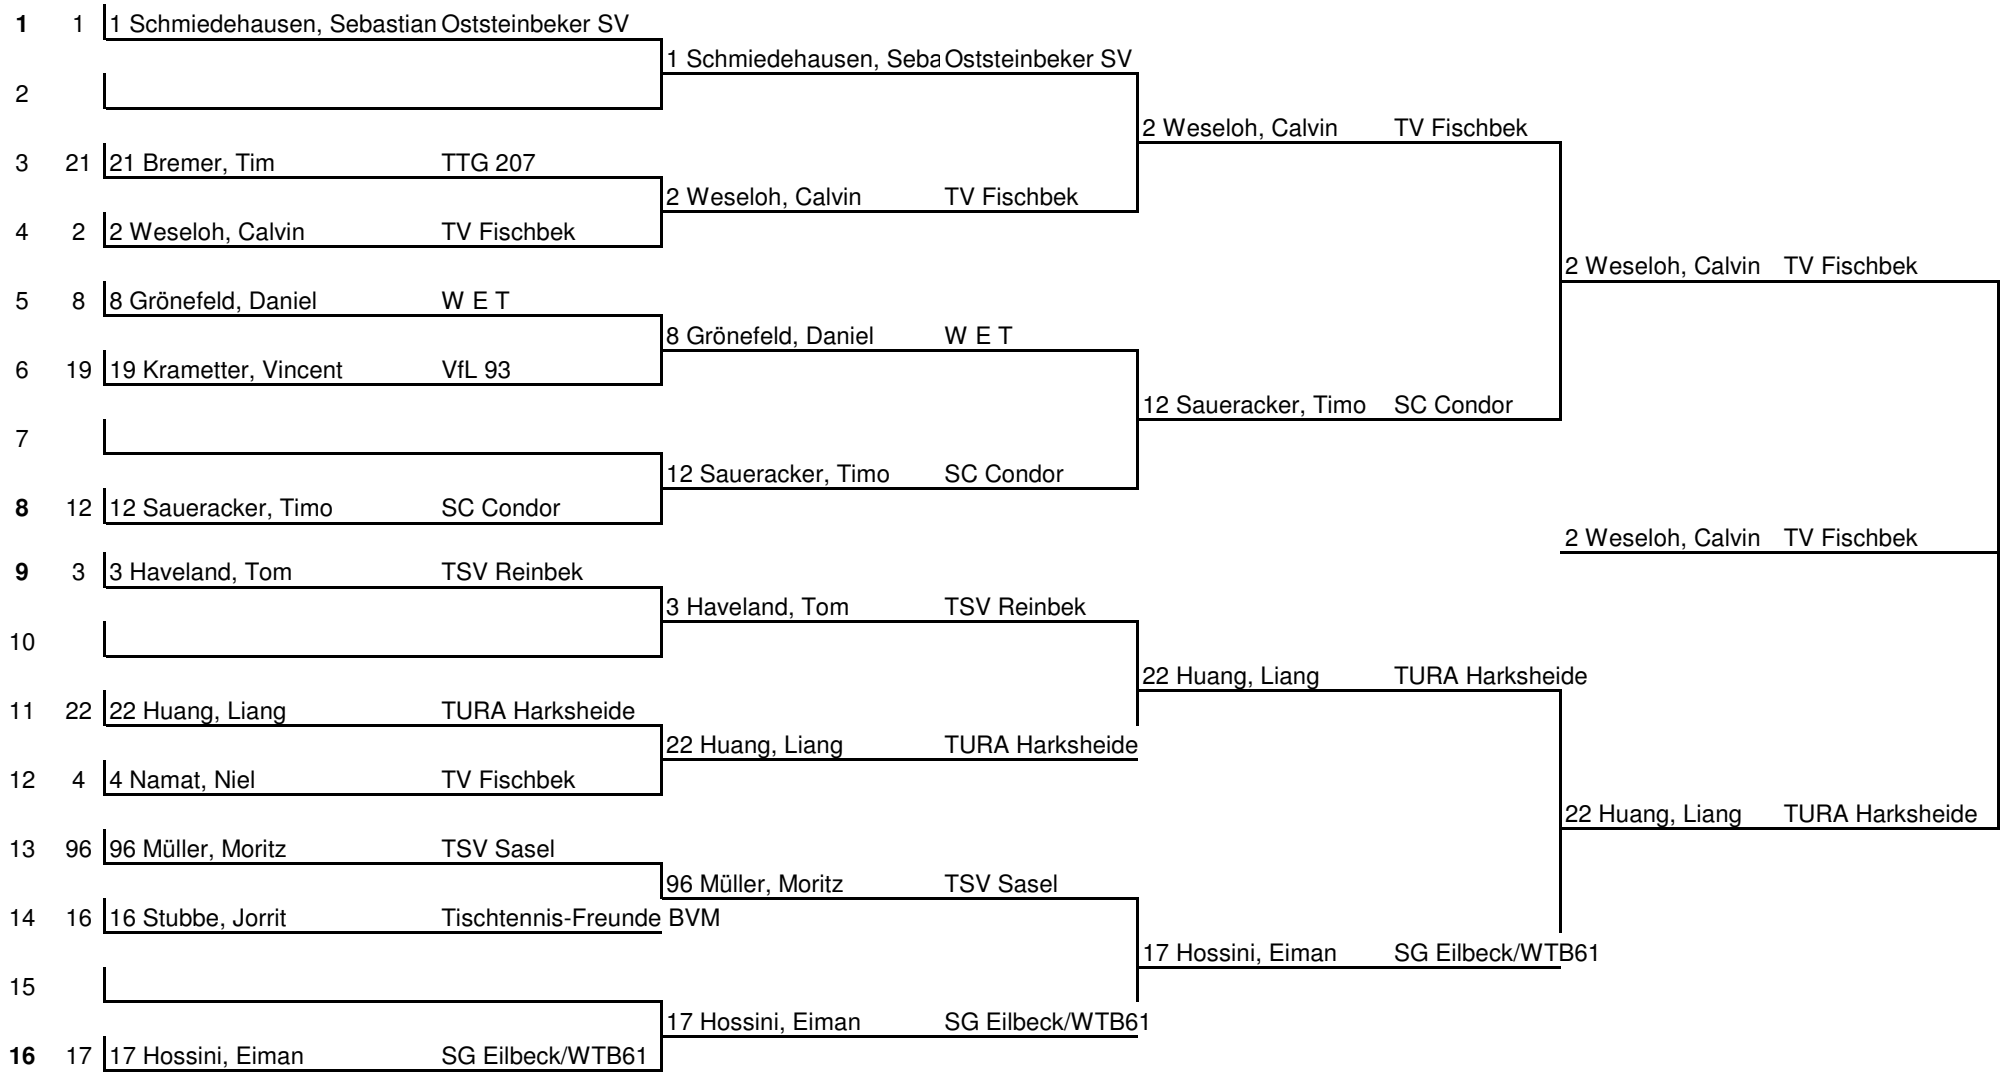 1 1 1 Schmiedehausen, Sebastian Oststeinbeker SV
1 Schmiedehausen, Seba Oststeinbeker SV
2
2 Weseloh, Calvin TV Fischbek
3 21 21 Bremer, Tim TTG 207
2 Weseloh, Calvin TV Fischbek
4 2 2 Weseloh, Calvin TV Fischbek
2 Weseloh, Calvin TV Fischbek
5 8 8 Grönefeld, Daniel W E T
8 Grönefeld, Daniel W E T
6 19 19 Krametter, Vincent VfL 93
12 Saueracker, Timo SC Condor
7
12 Saueracker, Timo SC Condor
8 12 12 Saueracker, Timo SC Condor
2 Weseloh, Calvin TV Fischbek
9 3 3 Haveland, Tom TSV Reinbek
3 Haveland, Tom TSV Reinbek
10
22 Huang, Liang TURA Harksheide
11 22 22 Huang, Liang TURA Harksheide
22 Huang, Liang TURA Harksheide
12 4 4 Namat, Niel TV Fischbek
22 Huang, Liang TURA Harksheide
13 96 96 Müller, Moritz TSV Sasel
96 Müller, Moritz TSV Sasel
14 16 16 Stubbe, Jorrit Tischtennis-Freunde BVM
17 Hossini, Eiman SG Eilbeck/WTB61
15
17 Hossini, Eiman SG Eilbeck/WTB61
16 17 17 Hossini, Eiman SG Eilbeck/WTB61